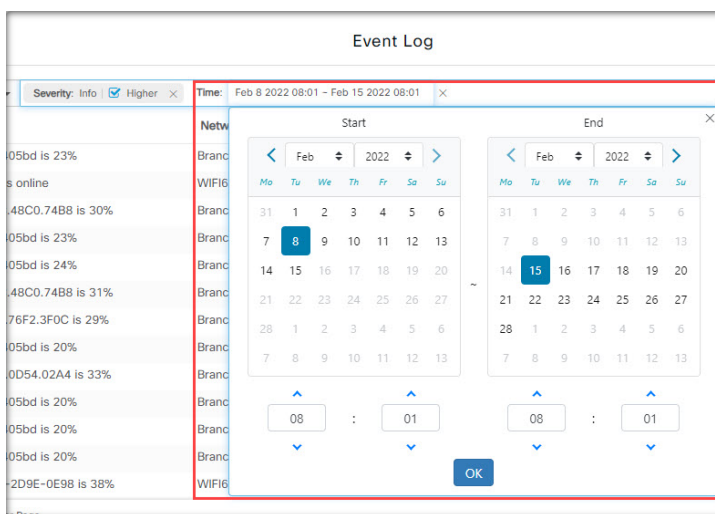 Event Log
Severity: Info Higher ×
Time: Feb 8 2022 08:01 - Feb 15 2022 08:01 ×
Netw
Start
End
Feb 2022
Feb 2022
Mo Tu We Th Fr Sa Su
Mo Tu We Th Fr Sa Su
31 1 2 3 4 5 6
31 1 2 3 4 5 6
7 8 9 10 11 12 13
7 8 9 10 11 12 13
14 15 16 17 18 19 20
14 15 16 17 18 19 20
~
21 22 23 24 25 26 27
21 22 23 24 25 26 27
28 1 2 3 4 5 6
28 1 2 3 4 5 6
7 8 9 10 11 12 13
7 8 9 10 11 12 13
08 : 01
08 : 01
OK
05bd is 23% Branc
s online WIFI6
.48C0.74B8 is 30% Branc
05bd is 23% Branc
05bd is 24% Branc
.48C0.74B8 is 31% Branc
.76F2.3F0C is 29% Branc
05bd is 20% Branc
.0D54.02A4 is 33% Branc
05bd is 20% Branc
05bd is 20% Branc
05bd is 20% Branc
-2D9E-0E98 is 38% WIFI6